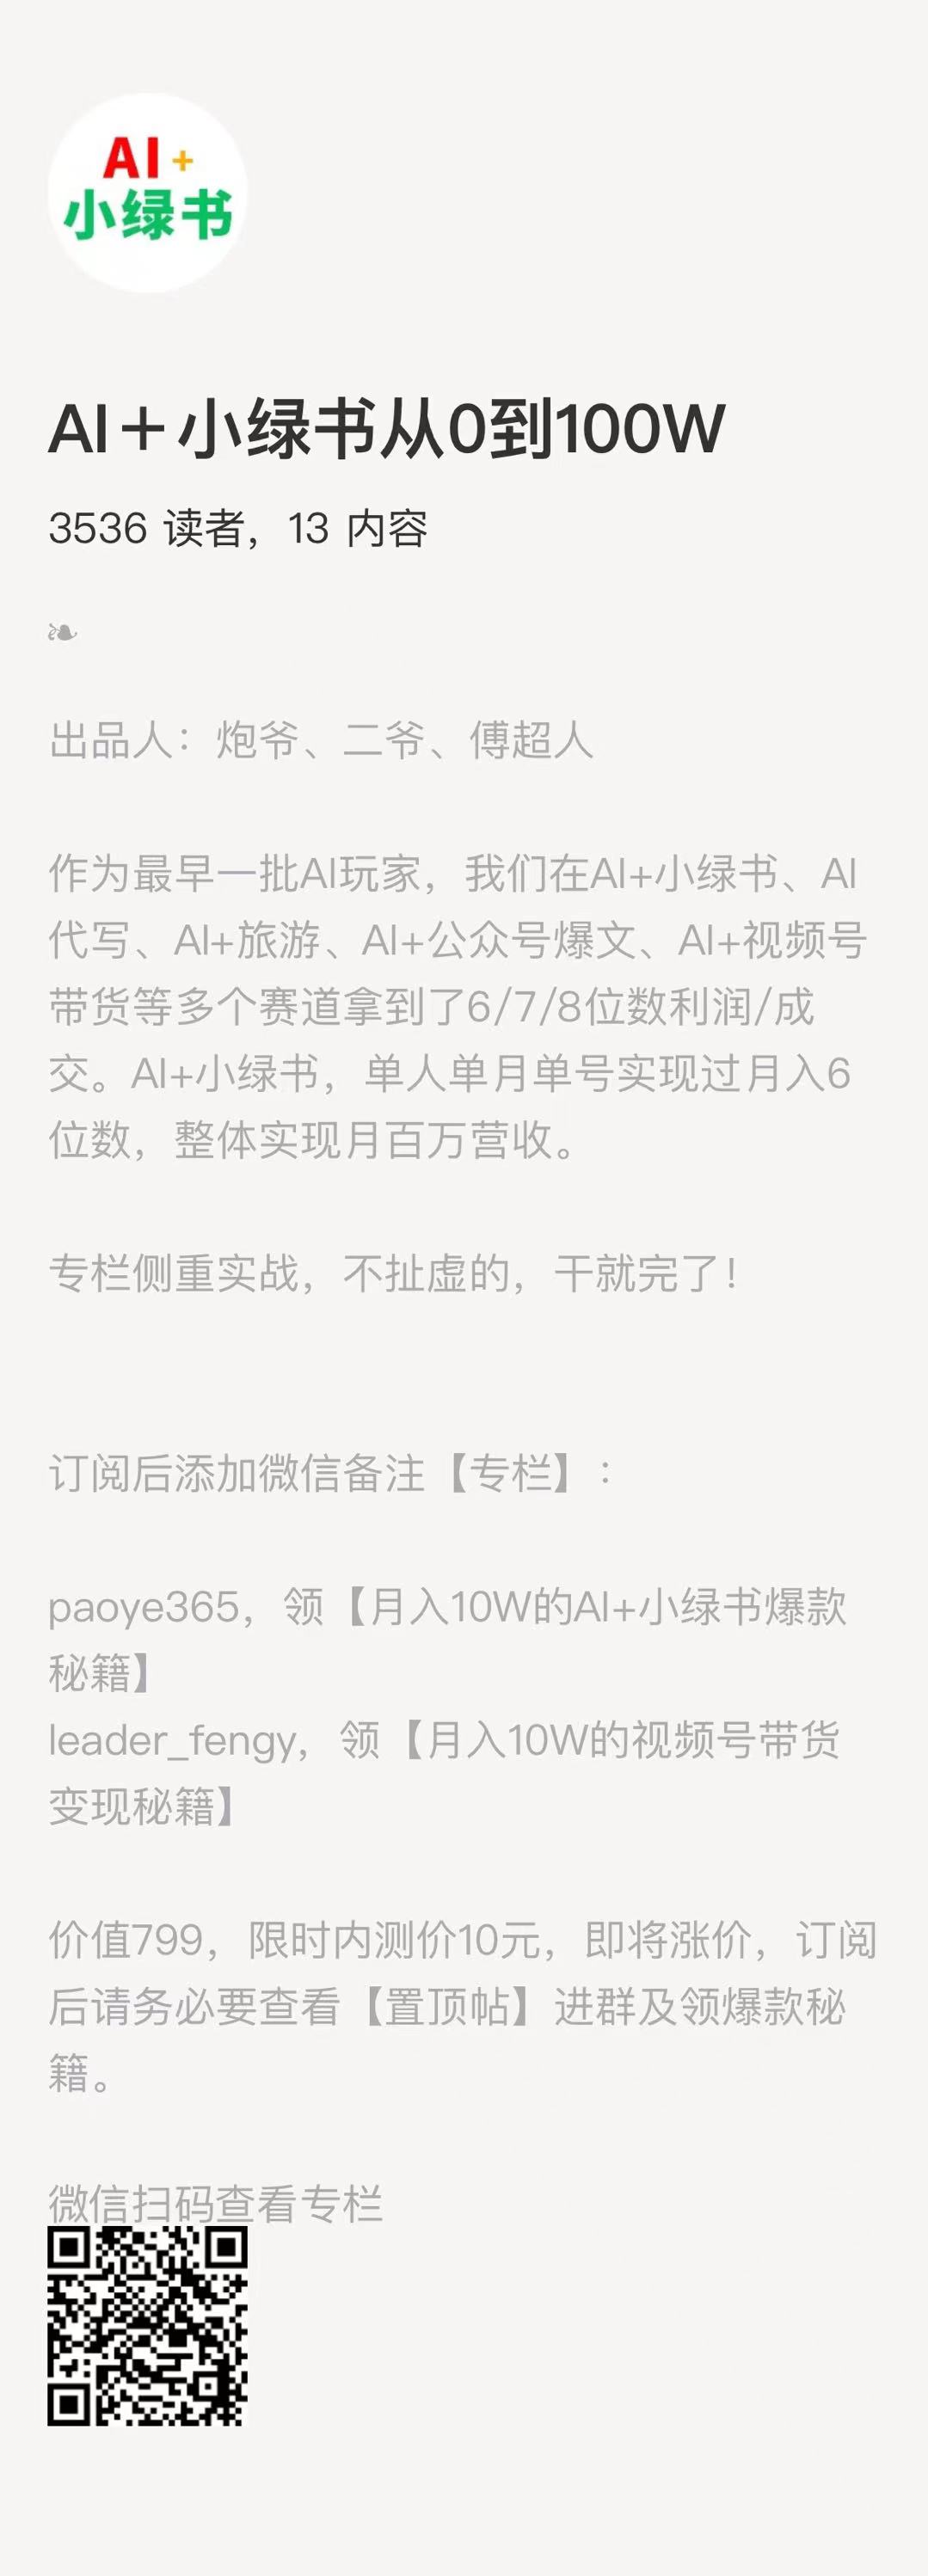 AI+
小绿书
AI＋小绿书从0到100W
3536 读者，13 内容
❧
出品人：炮爷、二爷、傅超人
作为最早一批AI玩家，我们在AI+小绿书、AI
代写、AI+旅游、AI+公众号爆文、AI+视频号
带货等多个赛道拿到了6/7/8位数利润/成
交。AI+小绿书，单人单月单号实现过月入6
位数，整体实现月百万营收。
专栏侧重实战，不扯虚的，干就完了！
订阅后添加微信备注【专栏】：
paoye365，领【月入10W的AI+小绿书爆款
秘籍】
leader_fengy，领【月入10W的视频号带货
变现秘籍】
价值799，限时内测价10元，即将涨价，订阅
后请务必要查看【置顶帖】进群及领爆款秘
籍。
微信扫码查看专栏